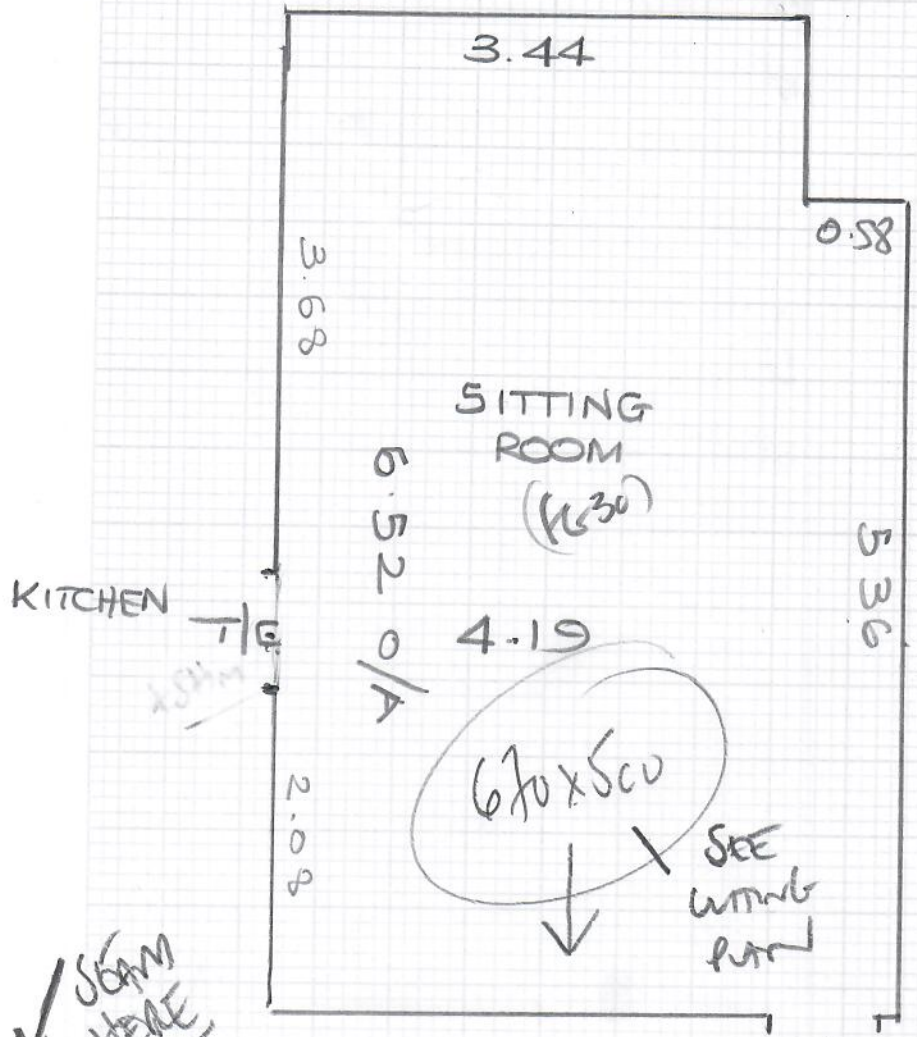 3.44
0.58
3.68
SITTING
ROOM
6.52 O/A
5 36
KITCHEN
T/E
4.19
670x500
2.08
SEE
CUTTING
PLAN
SEAM
HERE